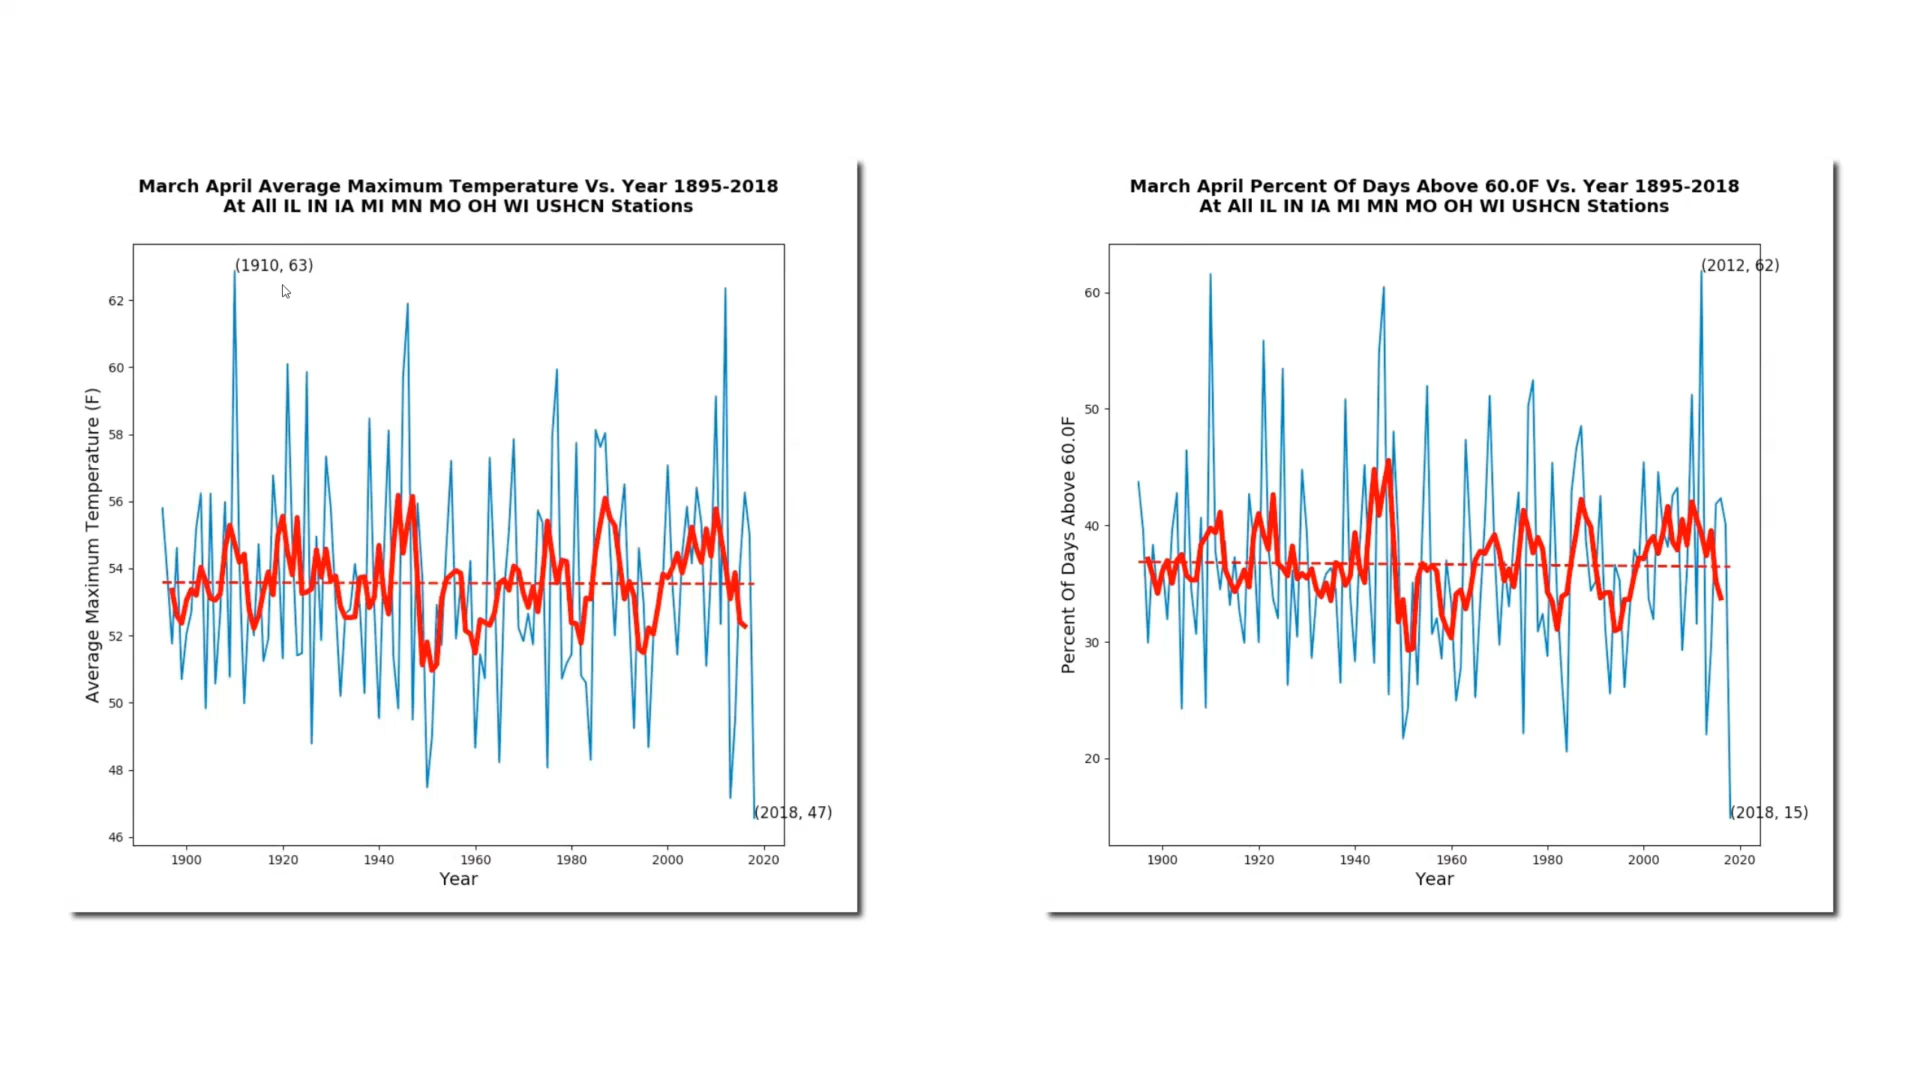 March April Average Maximum Temperature Vs. Year 1895-2018
At All IL IN IA MI MN MO OH WI USHCN Stations
(1910, 63)
62
60
58
56
54
52
50
48
46
Average Maximum Temperature (F)
(2018, 47)
1900 1920 1940 1960 1980 2000 2020
Year
March April Percent Of Days Above 60.0F Vs. Year 1895-2018
At All IL IN IA MI MN MO OH WI USHCN Stations
(2012, 62)
60
50
40
30
20
Percent Of Days Above 60.0F
(2018, 15)
1900 1920 1940 1960 1980 2000 2020
Year